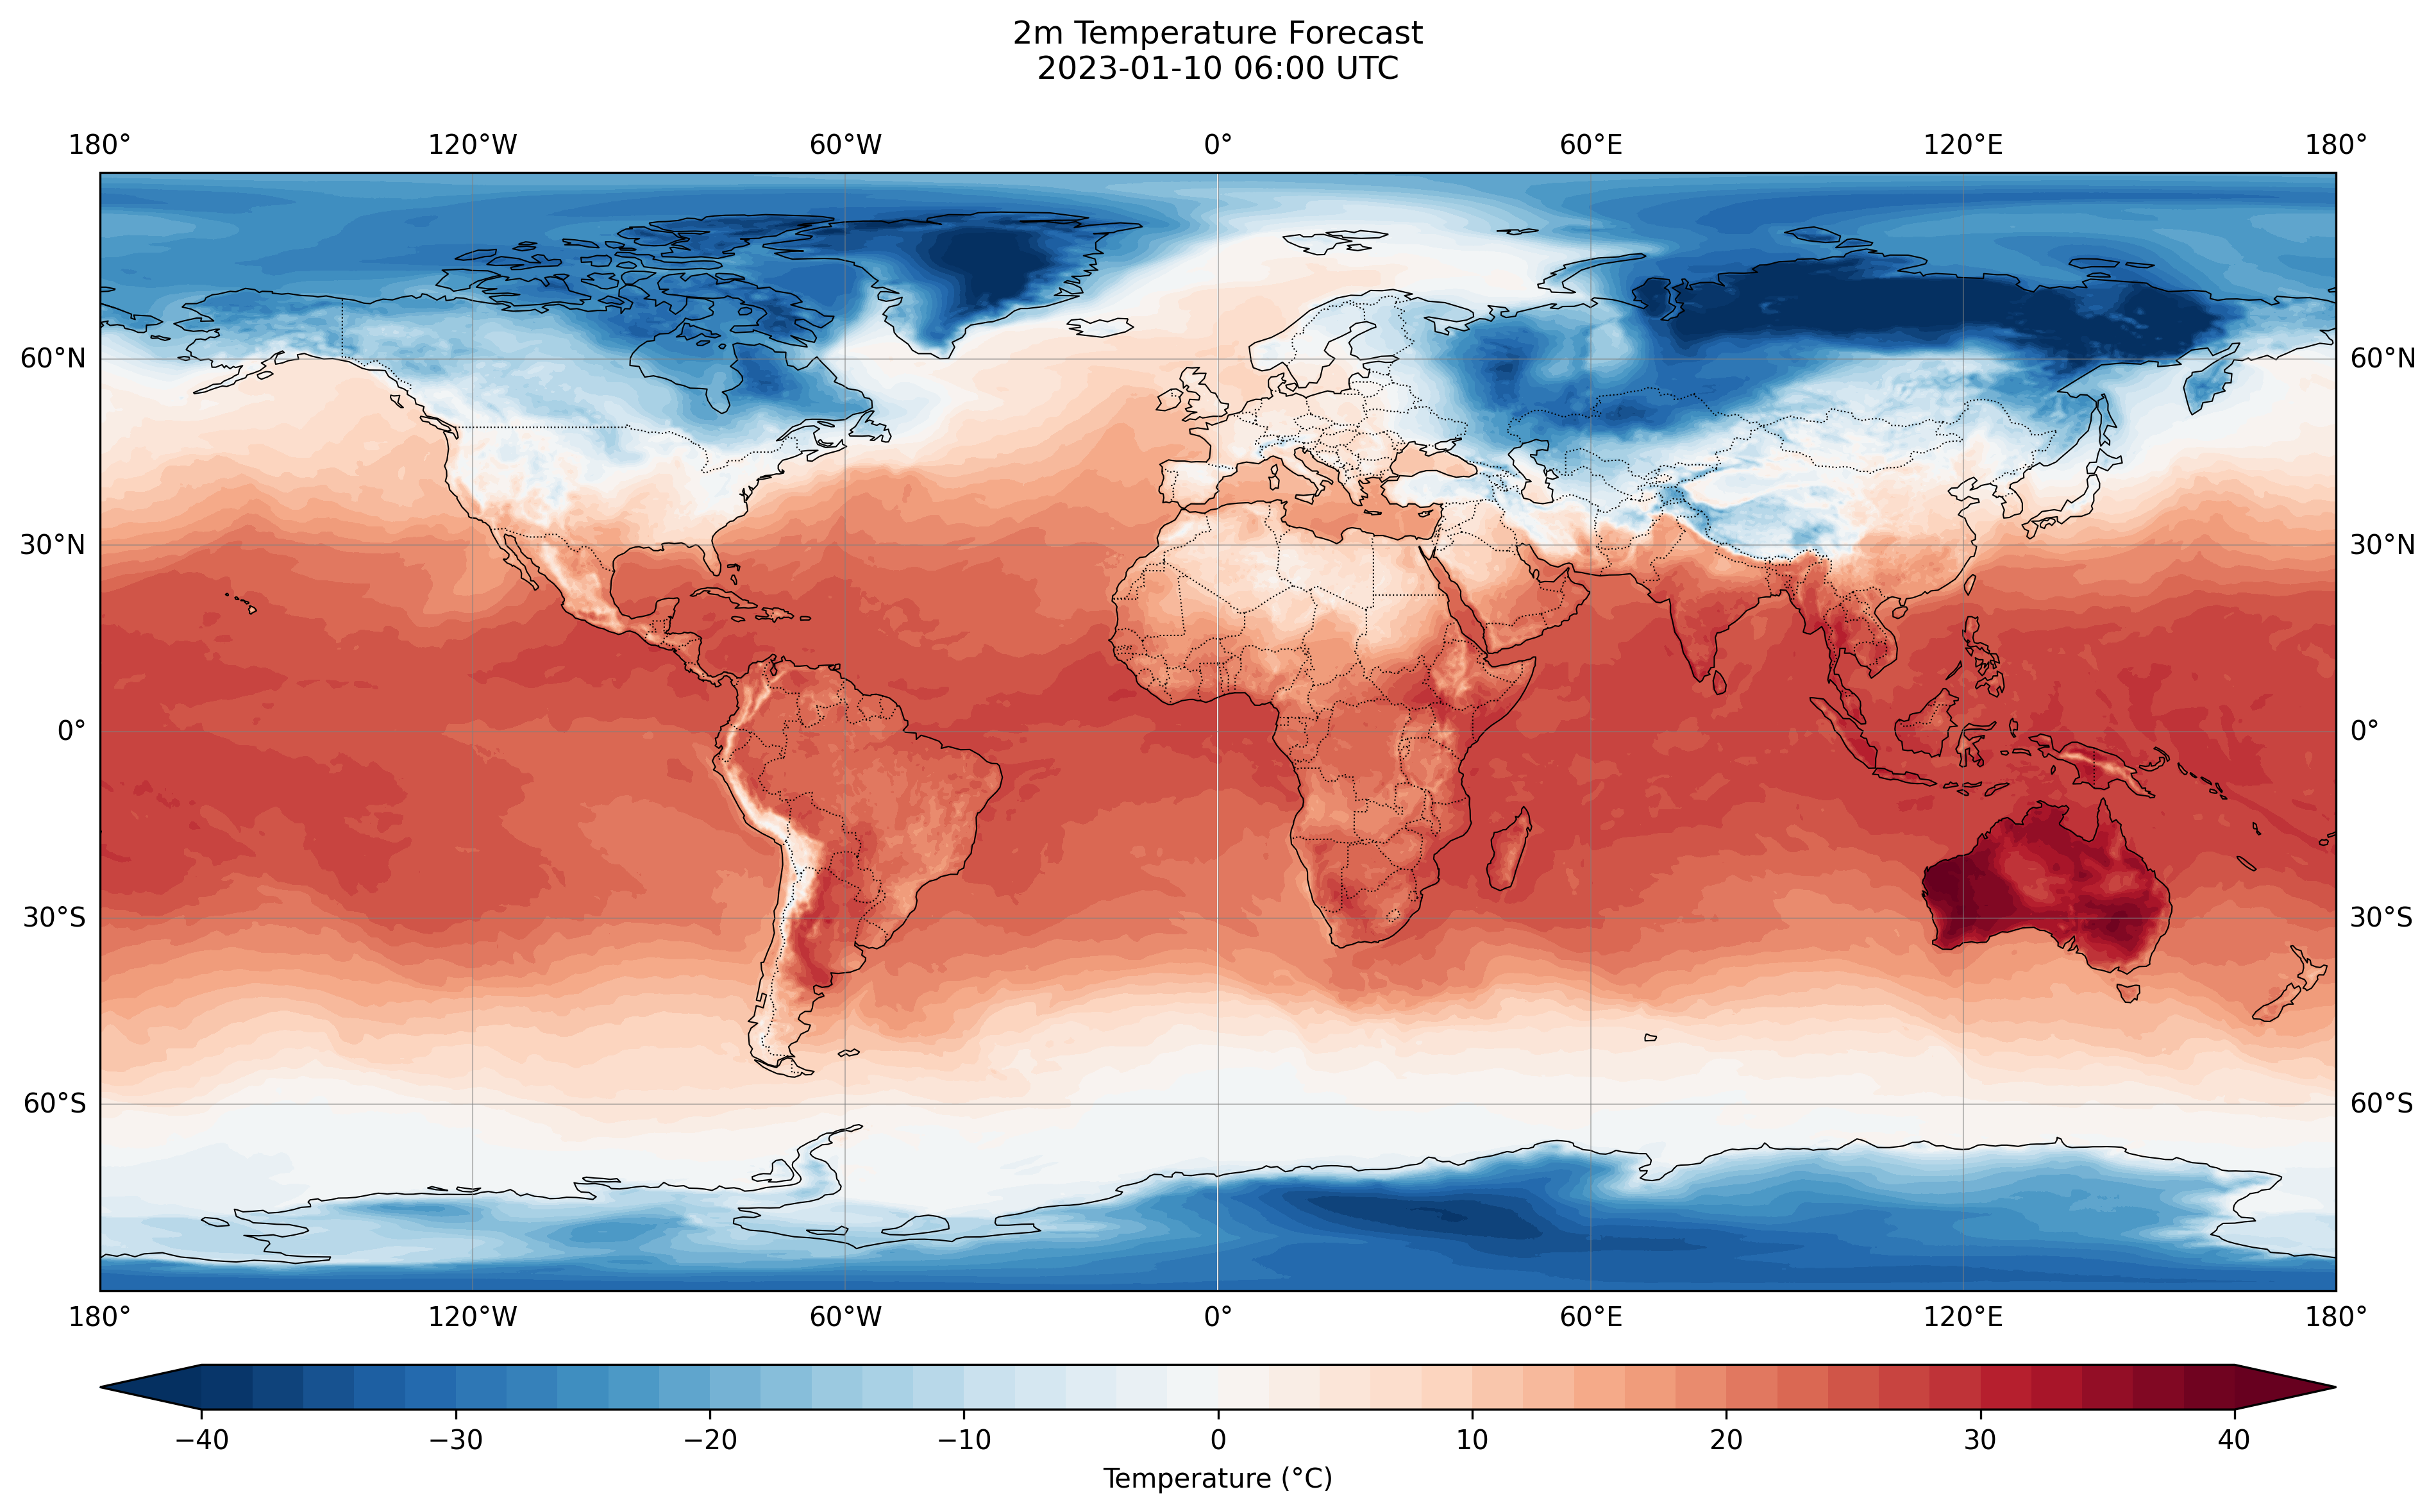 2m Temperature Forecast
2023-01-10 06:00 UTC
180° 120°W 60°W 0° 60°E 120°E 180°
60°N 60°N
30°N 30°N
0° 0°
30°S 30°S
60°S 60°S
180° 120°W 60°W 0° 60°E 120°E 180°
−40 −30 −20 −10 0 10 20 30 40
Temperature (°C)